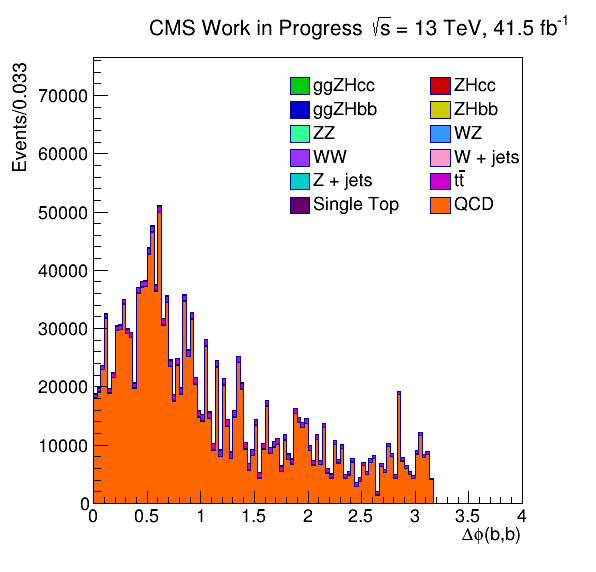 CMS Work in Progress √s = 13 TeV, 41.5 fb⁻¹
Events/0.033
70000
60000
50000
40000
30000
20000
10000
0
ggZHcc ZHcc
ggZHbb ZHbb
ZZ WZ
WW W + jets
Z + jets tt̄
Single Top QCD
0 0.5 1 1.5 2 2.5 3 3.5 4
Δϕ(b,b)